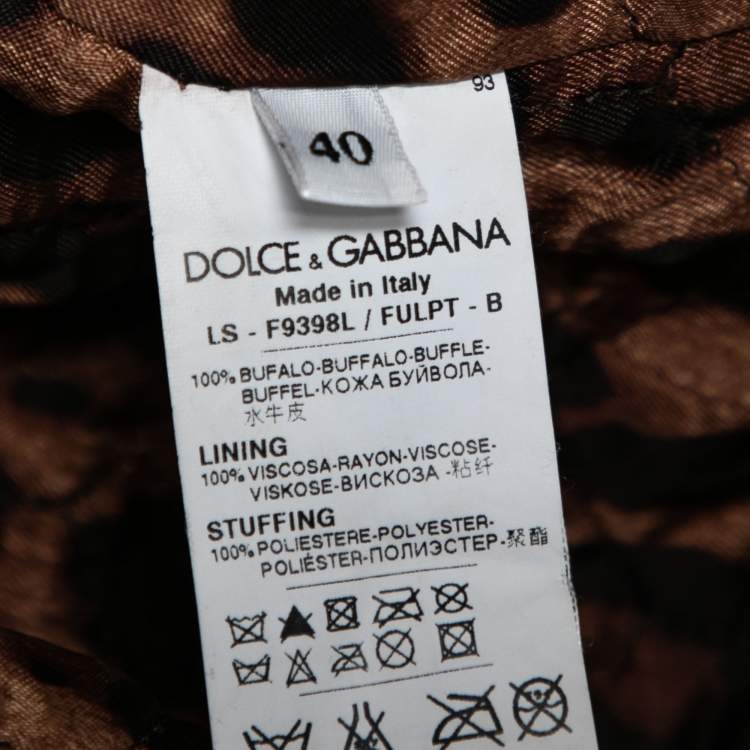 93
40
DOLCE & GABBANA
Made in Italy
LS - F9398L / FULPT - B
100% BUFALO-BUFFALO-BUFFLE-
BUFFEL-КОЖА БУЙВОЛА-
水牛皮
LINING
100% VISCOSA-RAYON-VISCOSE-
VISKOSE-ВИСКОЗА -粘纤
STUFFING
100% POLIESTERE-POLYESTER-
POLIÉSTER-ПОЛИЭСТЕР-聚酯